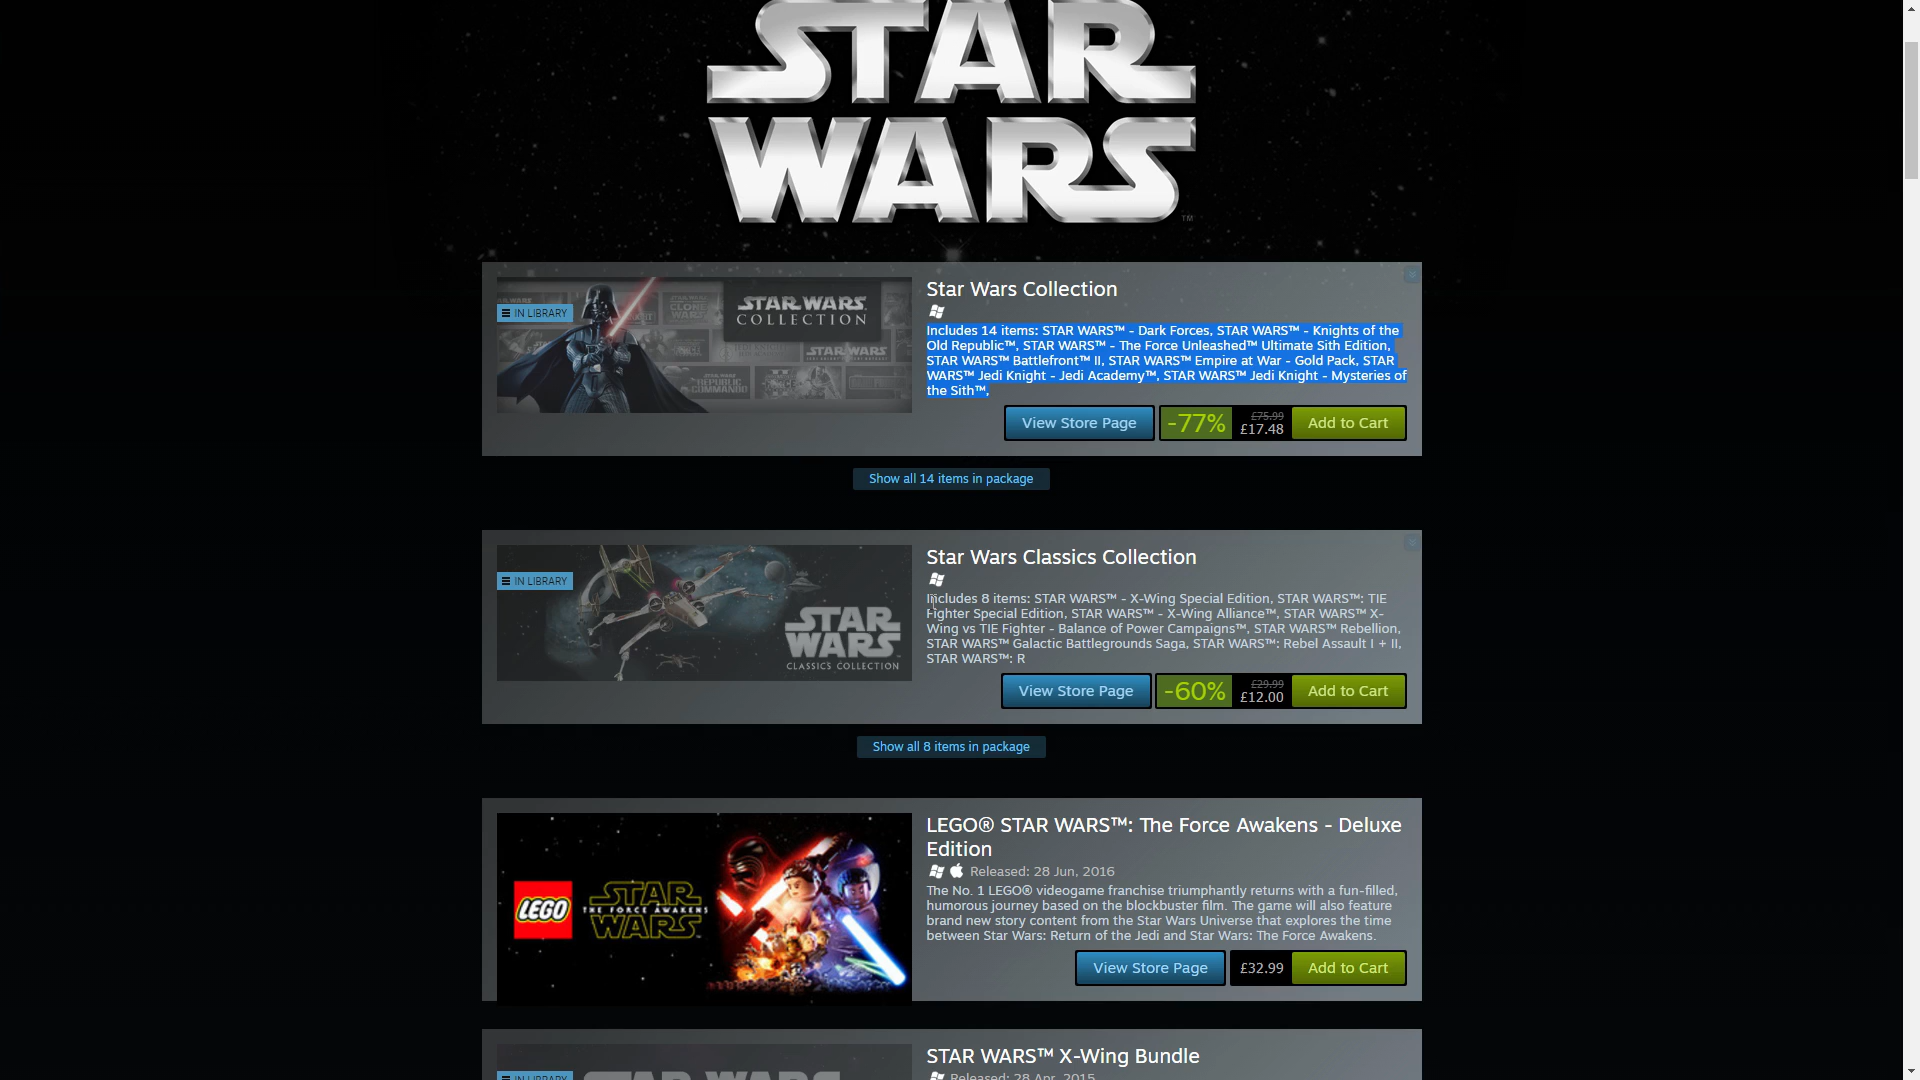 STAR
WARS
TM
Star Wars Collection
IN LIBRARY
STAR WARS
COLLECTION
STAR WARS
REPUBLIC
COMMANDO
Includes 14 items: STAR WARS™ - Dark Forces, STAR WARS™ - Knights of the
Old Republic™, STAR WARS™ - The Force Unleashed™ Ultimate Sith Edition,
STAR WARS™ Battlefront™ II, STAR WARS™ Empire at War - Gold Pack, STAR
WARS™ Jedi Knight - Jedi Academy™, STAR WARS™ Jedi Knight - Mysteries of
the Sith™,
View Store Page
-77%
£75.99
£17.48
Add to Cart
Show all 14 items in package
Star Wars Classics Collection
IN LIBRARY
STAR
WARS
CLASSICS COLLECTION
Includes 8 items: STAR WARS™ - X-Wing Special Edition, STAR WARS™: TIE
Fighter Special Edition, STAR WARS™ - X-Wing Alliance™, STAR WARS™ X-
Wing vs TIE Fighter - Balance of Power Campaigns™, STAR WARS™ Rebellion,
STAR WARS™ Galactic Battlegrounds Saga, STAR WARS™: Rebel Assault I + II,
STAR WARS™: R
View Store Page
-60%
£29.99
£12.00
Add to Cart
Show all 8 items in package
LEGO® STAR WARS™: The Force Awakens - Deluxe
Edition
Released: 28 Jun, 2016
LEGO
STAR
THE FORCE AWAKENS
WARS
The No. 1 LEGO® videogame franchise triumphantly returns with a fun-filled,
humorous journey based on the blockbuster film. The game will also feature
brand new story content from the Star Wars Universe that explores the time
between Star Wars: Return of the Jedi and Star Wars: The Force Awakens.
View Store Page
£32.99
Add to Cart
STAR WARS™ X-Wing Bundle
IN LIBRARY
Released: 28 Apr, 2015